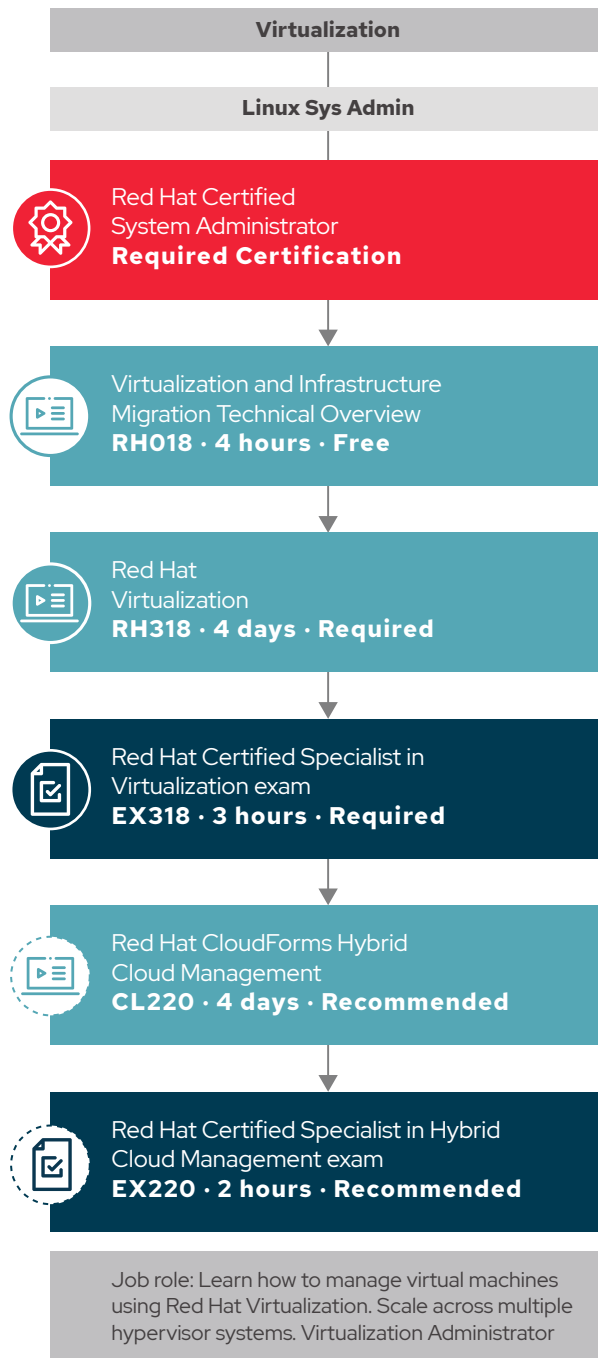 Virtualization
Linux Sys Admin
Red Hat Certified
System Administrator
Required Certification
Virtualization and Infrastructure
Migration Technical Overview
RH018 · 4 hours · Free
Red Hat
Virtualization
RH318 · 4 days · Required
Red Hat Certified Specialist in
Virtualization exam
EX318 · 3 hours · Required
Red Hat CloudForms Hybrid
Cloud Management
CL220 · 4 days · Recommended
Red Hat Certified Specialist in Hybrid
Cloud Management exam
EX220 · 2 hours · Recommended
Job role: Learn how to manage virtual machines
using Red Hat Virtualization. Scale across multiple
hypervisor systems. Virtualization Administrator